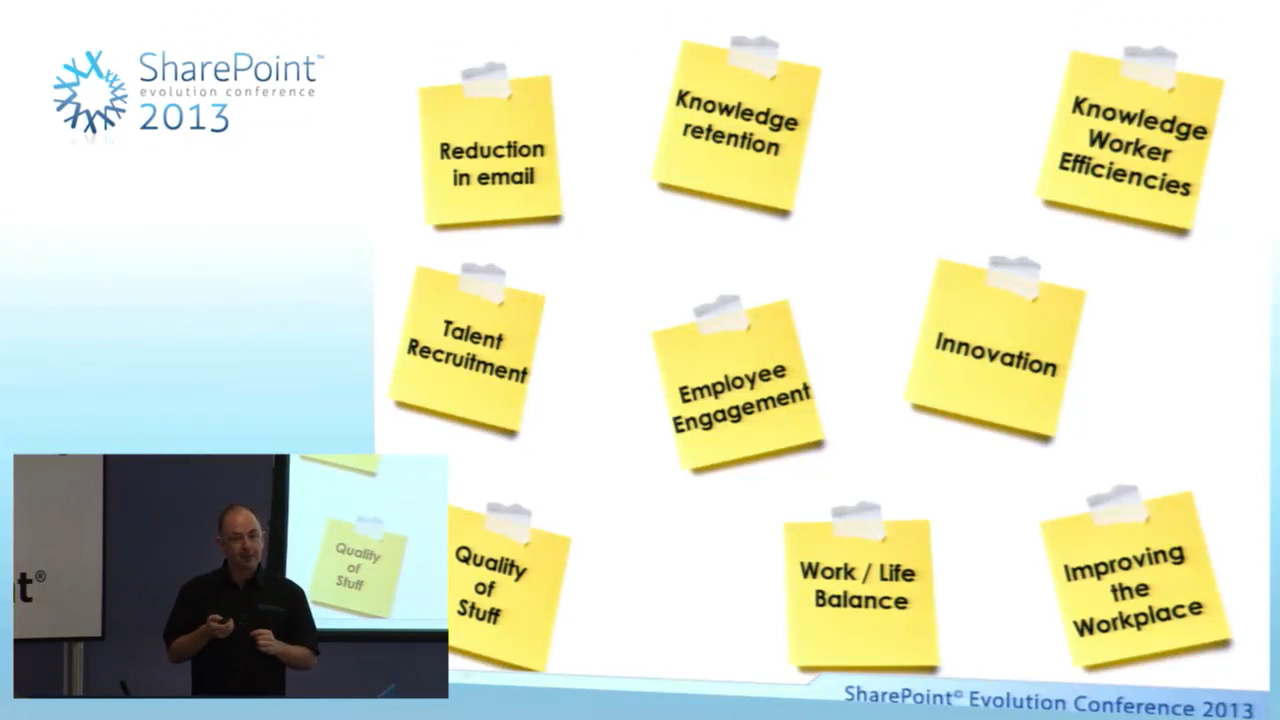 SharePoint™
evolution conference
2013
Reduction
in email
Knowledge
retention
Knowledge
Worker
Efficiencies
Talent
Recruitment
Employee
Engagement
Innovation
Quality
of
Stuff
Work / Life
Balance
Improving
the
Workplace
nt®
Quality
of
Stuff
SharePoint® Evolution Conference 2013